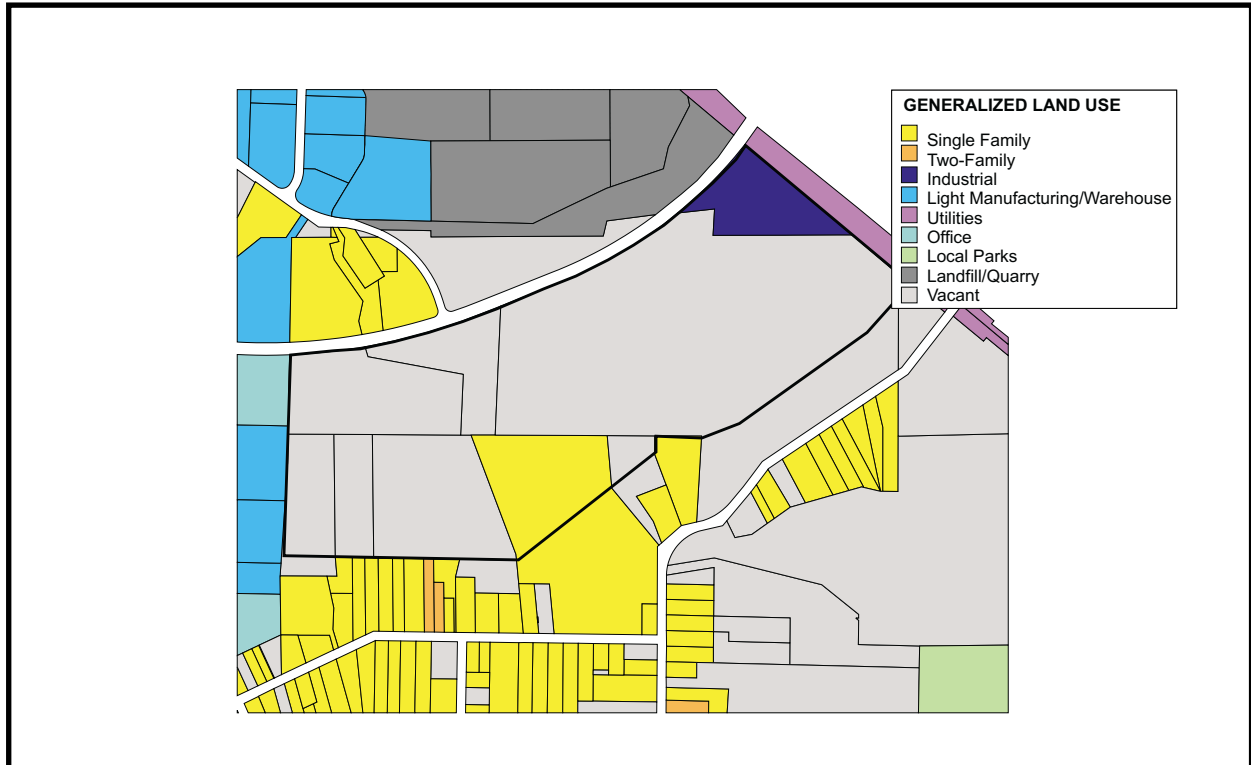 GENERALIZED LAND USE
Single Family
Two-Family
Industrial
Light Manufacturing/Warehouse
Utilities
Office
Local Parks
Landfill/Quarry
Vacant